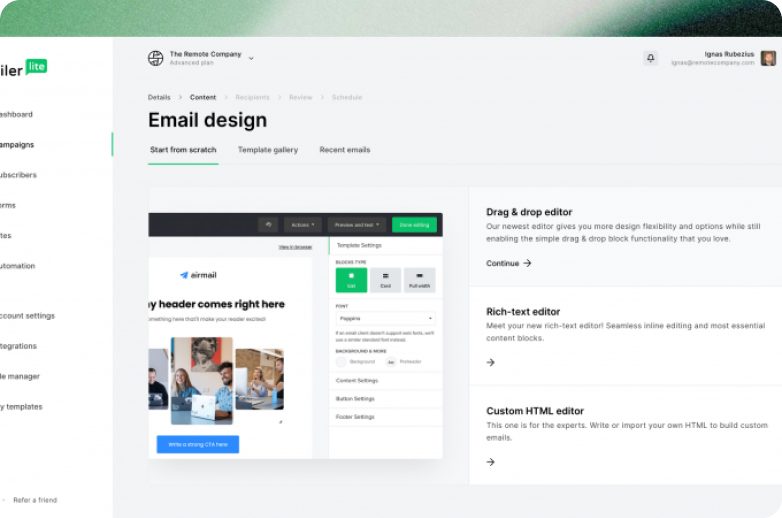 iler lite
ashboard
ampaigns
ubscribers
orms
tes
utomation
ccount settings
tegrations
le manager
y templates
Refer a friend
The Remote Company
Advanced plan
Ignas Rubezius
ignas@remotecompany.com
Details > Content > Recipients > Review > Schedule
Email design
Start from scratch Template gallery Recent emails
Actions Preview and test Done editing
View in browser
airmail
y header comes right here
omething here that'll make your reader excited!
Write a strong CTA here
Template Settings
BLOCKS TYPE
List Card Full width
FONT
Poppins
If an email client doesn't support web fonts, we'll
use a similar standard font instead.
BACKGROUND & MORE
Background Preheader
Content Settings
Button Settings
Footer Settings
Drag & drop editor
Our newest editor gives you more design flexibility and options while still
enabling the simple drag & drop block functionality that you love.
Continue →
Rich-text editor
Meet your new rich-text editor! Seamless inline editing and most essential
content blocks.
→
Custom HTML editor
This one is for the experts. Write or import your own HTML to build custom
emails.
→